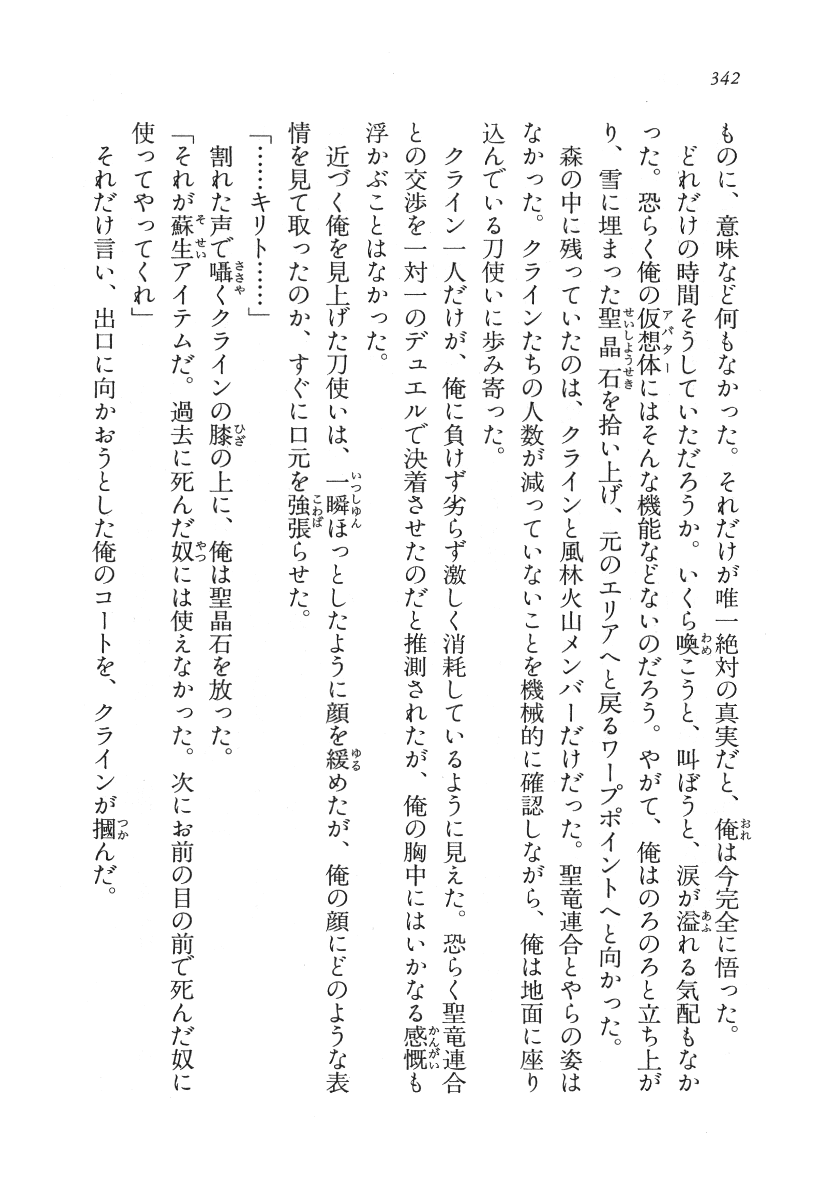 342
ものに、意味など何もなかった。それだけが唯一絶対の真実だと、俺は今完全に悟った。
どれだけの時間そうしていただろうか。いくら喚こうと、叫ぼうと、涙が溢れる気配もなか
った。恐らく俺の仮想体にはそんな機能などないのだろう。やがて、俺はのろのろと立ち上が
り、雪に埋まった聖晶石を拾い上げ、元のエリアへと戻るワープポイントへと向かった。
森の中に残っていたのは、クラインと風林火山メンバーだけだった。聖竜連合とやらの姿は
なかった。クラインたちの人数が減っていないことを機械的に確認しながら、俺は地面に座り
込んでいる刀使いに歩み寄った。
クライン一人だけが、俺に負けず劣らず激しく消耗しているように見えた。恐らく聖竜連合
との交渉を一対一のデュエルで決着させたのだと推測されたが、俺の胸中にはいかなる感慨も
浮かぶことはなかった。
近づく俺を見上げた刀使いは、一瞬ほっとしたように顔を緩めたが、俺の顔にどのような表
情を見て取ったのか、すぐに口元を強張らせた。
「……キリト……」
割れた声で囁くクラインの膝の上に、俺は聖晶石を放った。
「それが蘇生アイテムだ。過去に死んだ奴には使えなかった。次にお前の目の前で死んだ奴に
使ってやってくれ」
それだけ言い、出口に向かおうとした俺のコートを、クラインが摑んだ。